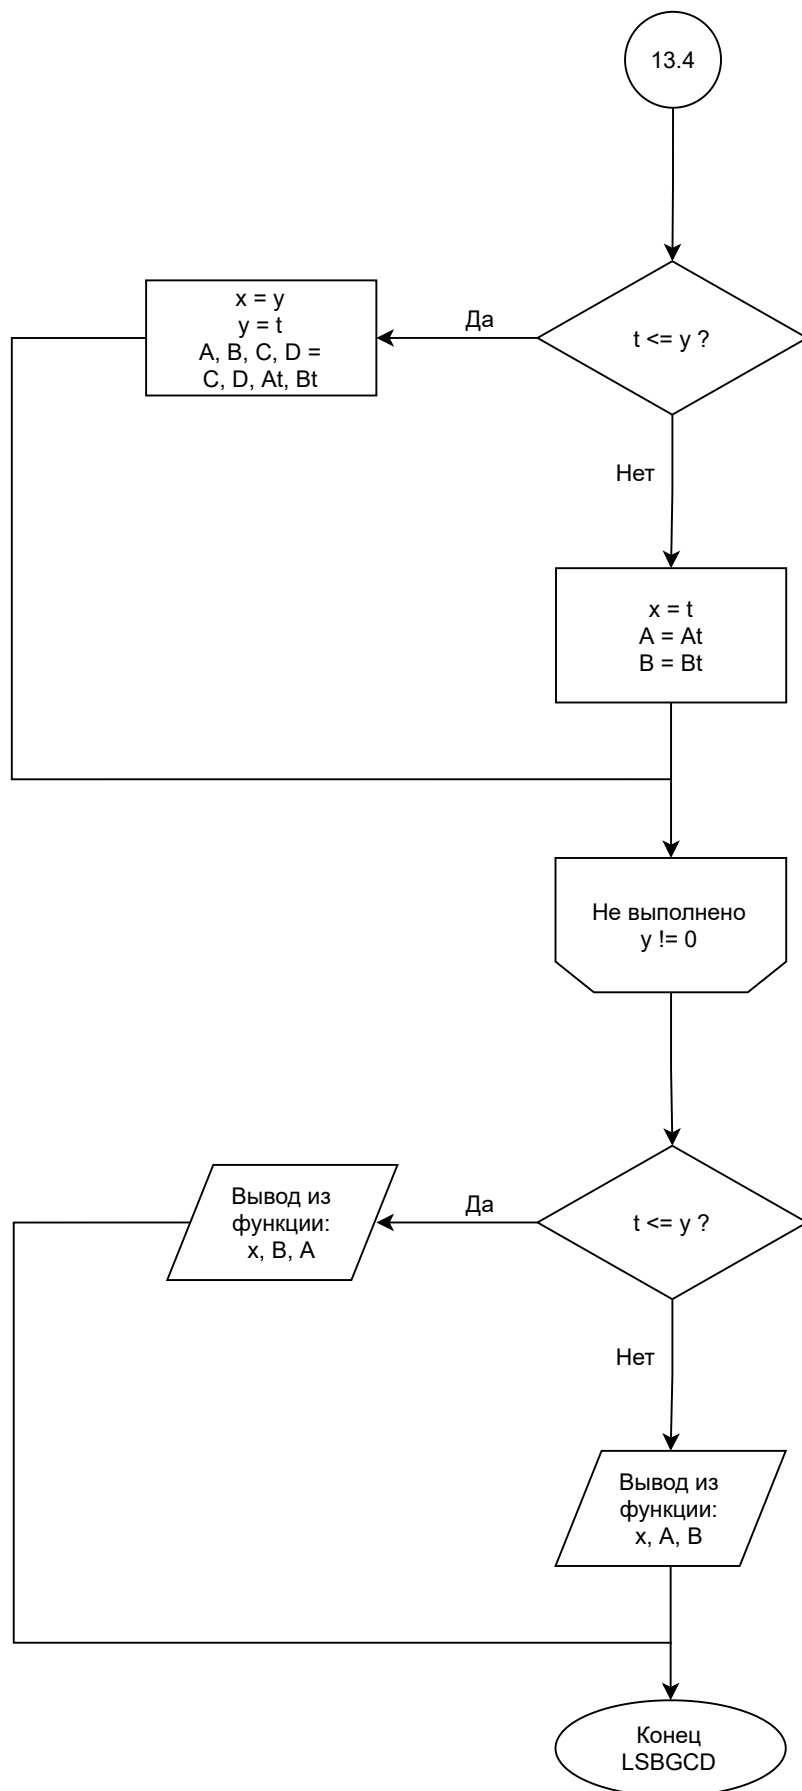 13.4
t <= y ?
Да
x = y
y = t
A, B, C, D =
C, D, At, Bt
Нет
x = t
A = At
B = Bt
Не выполнено
y != 0
t <= y ?
Да
Вывод из
функции:
x, B, A
Нет
Вывод из
функции:
x, A, B
Конец
LSBGCD